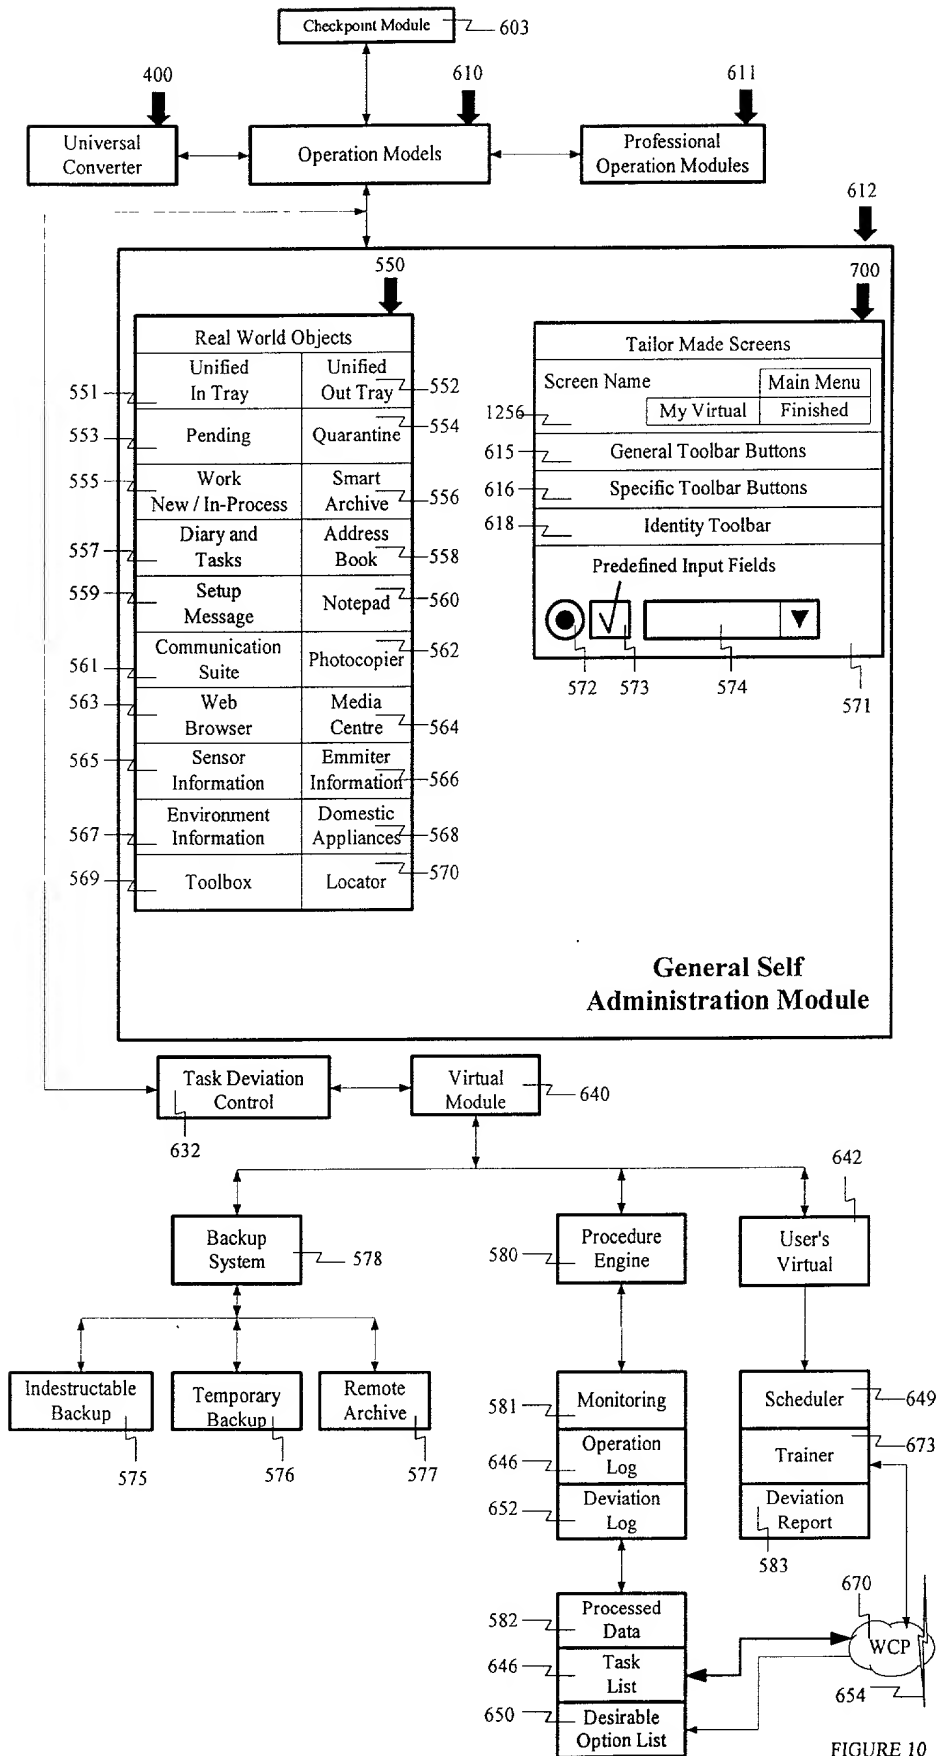 Checkpoint Module
603
400
610
611
Universal
Converter
Operation Models
Professional
Operation Modules
612
550
700
Real World Objects
Unified
In Tray
Unified
Out Tray
551
552
Pending
Quarantine
553
554
Work
New / In-Process
Smart
Archive
555
556
Diary and
Tasks
Address
Book
557
558
Setup
Message
Notepad
559
560
Communication
Suite
Photocopier
561
562
Web
Browser
Media
Centre
563
564
Sensor
Information
Emmiter
Information
565
566
Environment
Information
Domestic
Appliances
567
568
Toolbox
Locator
569
570
Tailor Made Screens
Screen Name
Main Menu
My Virtual
Finished
1256
General Toolbar Buttons
615
Specific Toolbar Buttons
616
Identity Toolbar
618
Predefined Input Fields
572
573
574
571
General Self
Administration Module
Task Deviation
Control
Virtual
Module
640
632
642
Backup
System
578
580
Procedure
Engine
User's
Virtual
Indestructable
Backup
Temporary
Backup
Remote
Archive
575
576
577
581
Monitoring
646
Operation
Log
652
Deviation
Log
Scheduler
649
Trainer
673
Deviation
Report
583
582
Processed
Data
646
Task
List
650
Desirable
Option List
670
WCP
654
FIGURE 10